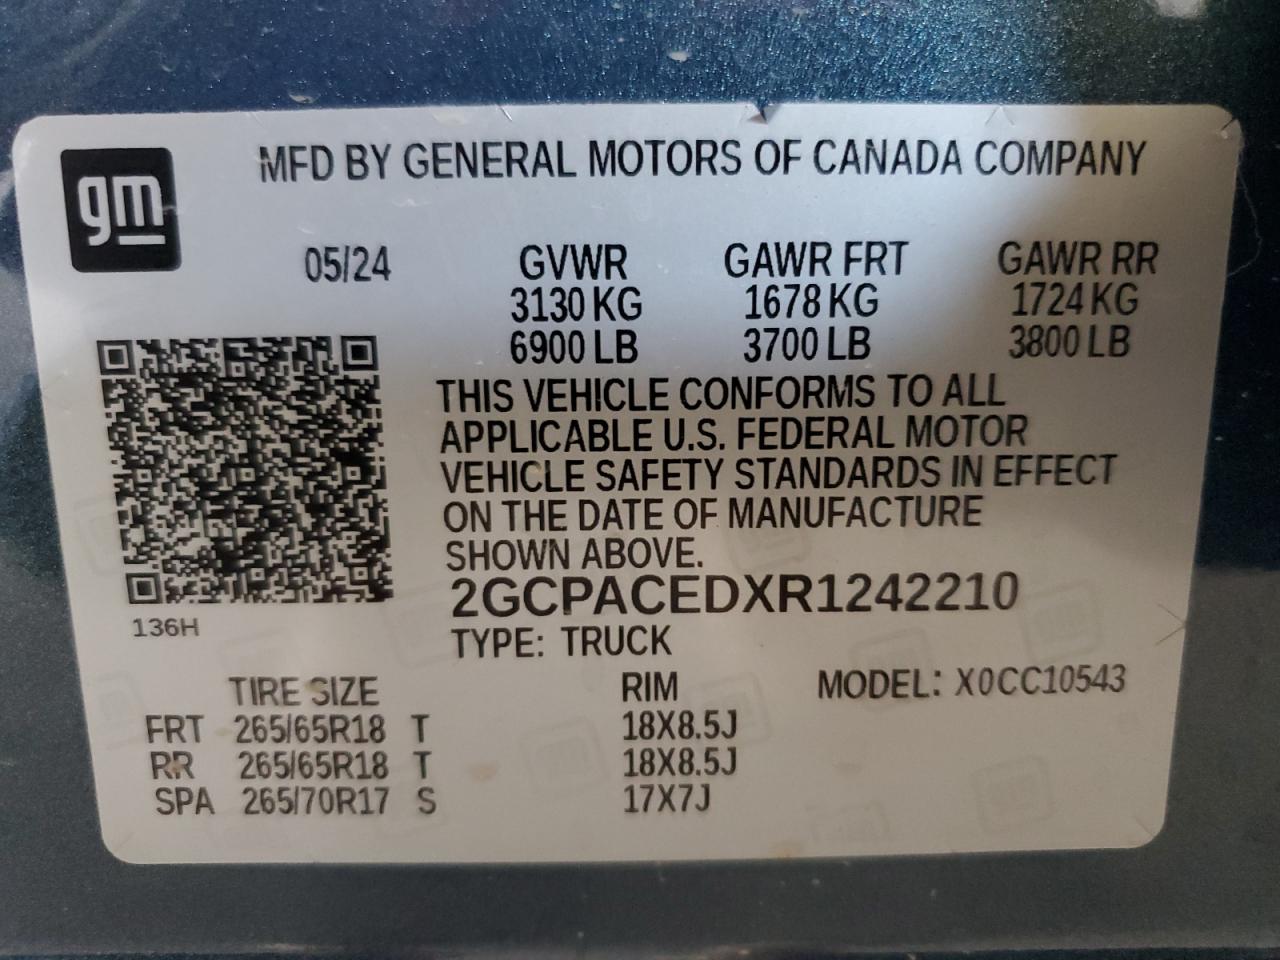 gm
MFD BY GENERAL MOTORS OF CANADA COMPANY
05/24 GVWR GAWR FRT GAWR RR
3130 KG 1678 KG 1724 KG
6900 LB 3700 LB 3800 LB
THIS VEHICLE CONFORMS TO ALL
APPLICABLE U.S. FEDERAL MOTOR
VEHICLE SAFETY STANDARDS IN EFFECT
ON THE DATE OF MANUFACTURE
SHOWN ABOVE.
2GCPACEDXR1242210
136H
TYPE: TRUCK
TIRE SIZE RIM MODEL: X0CC10543
FRT 265/65R18 T 18X8.5J
RR 265/65R18 T 18X8.5J
SPA 265/70R17 S 17X7J